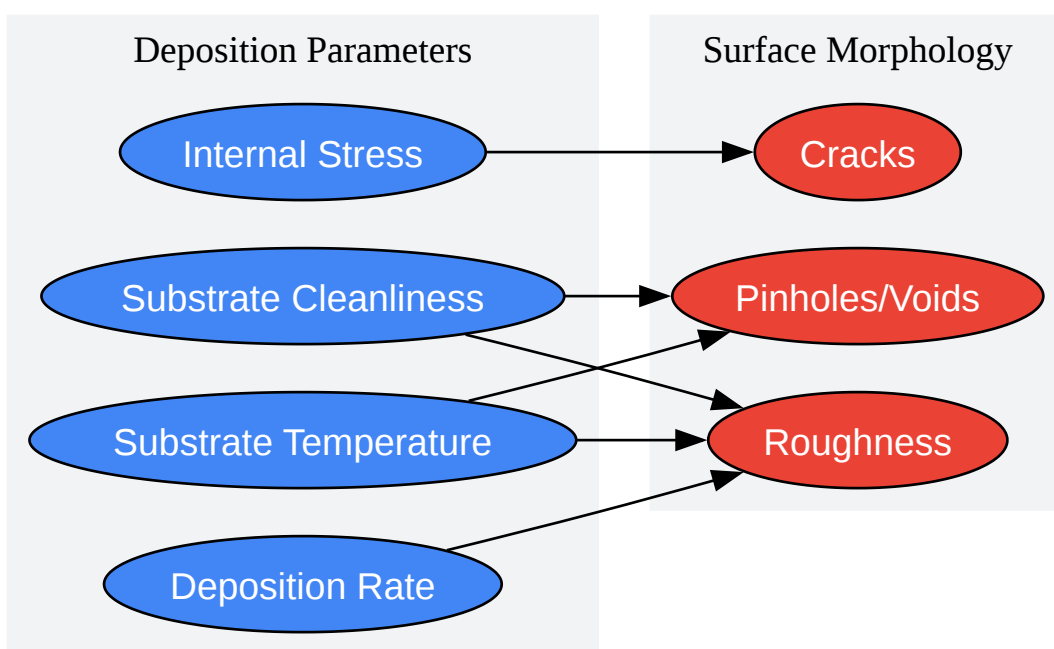 Deposition Parameters
Internal Stress
Substrate Cleanliness
Substrate Temperature
Deposition Rate
Surface Morphology
Cracks
Pinholes/Voids
Roughness